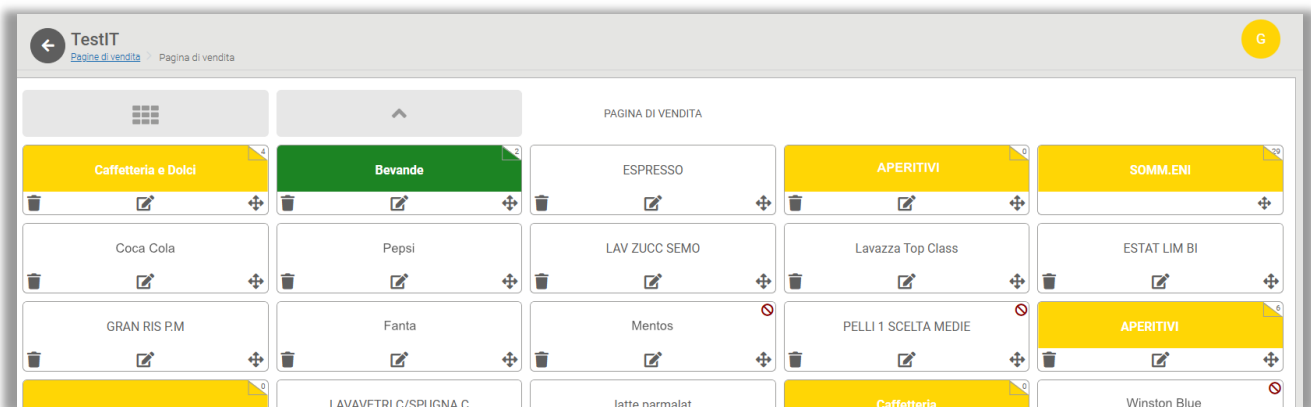 TestIT
G
Pagine di vendita > Pagina di vendita
PAGINA DI VENDITA
Caffetteria e Dolci 4
Bevande 2
ESPRESSO
APERITIVI 0
SOMM.ENI 29
Coca Cola
Pepsi
LAV ZUCC SEMO
Lavazza Top Class
ESTAT LIM BI
GRAN RIS P.M
Fanta
Mentos
PELLI 1 SCELTA MEDIE
APERITIVI 6
0
LAVAVETRI C/SPUGNA C
latte parmalat
Caffetteria 0
Winston Blue